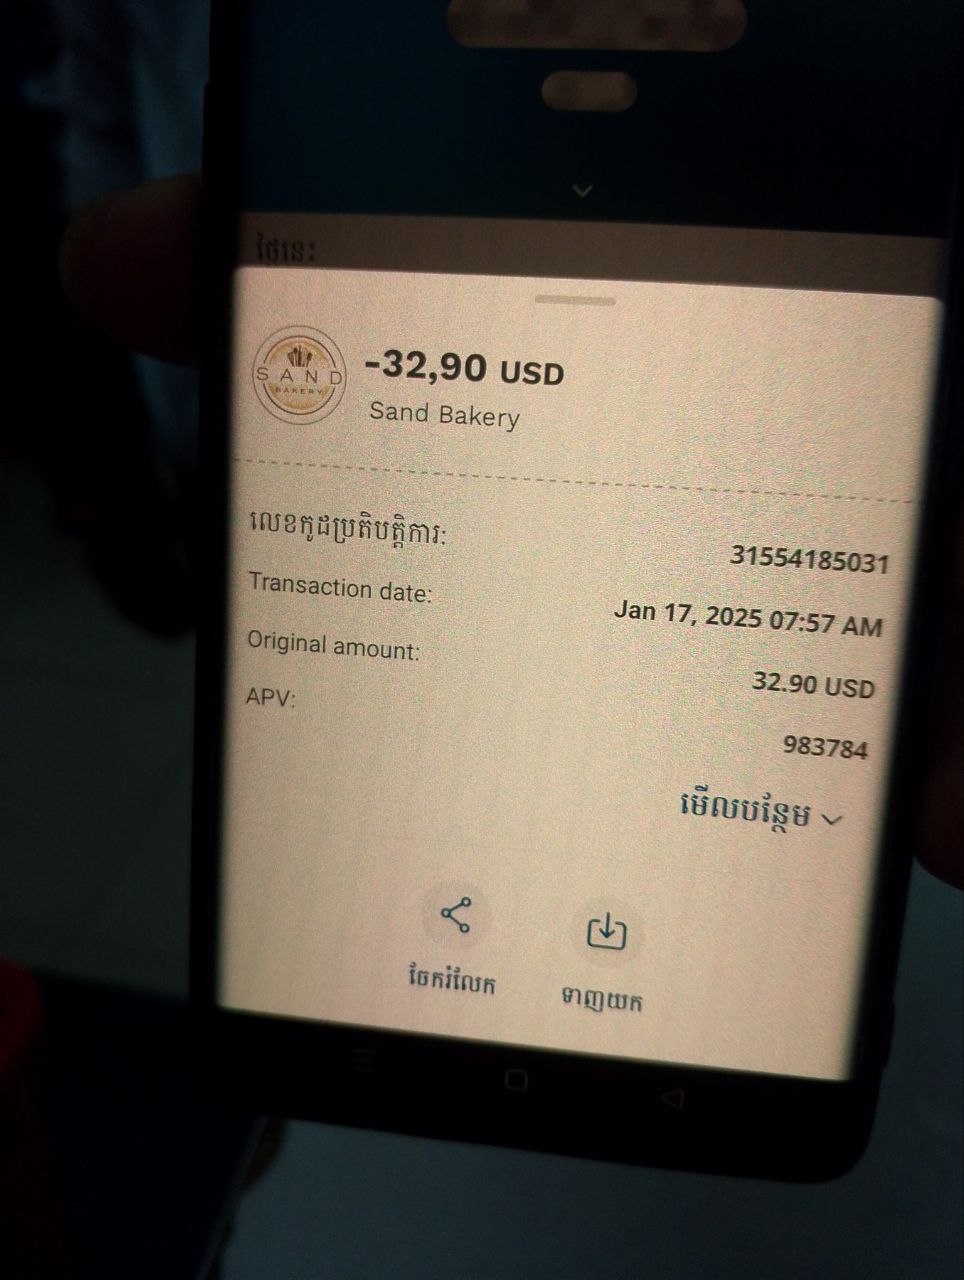 ថ្ងៃនេះ
SAND
BAKERY
-32,90 USD
Sand Bakery
លេខកូដប្រតិបត្តិការ: 31554185031
Transaction date: Jan 17, 2025 07:57 AM
Original amount: 32.90 USD
APV: 983784
មើលបន្ថែម
ចែករំលែក ទាញយក